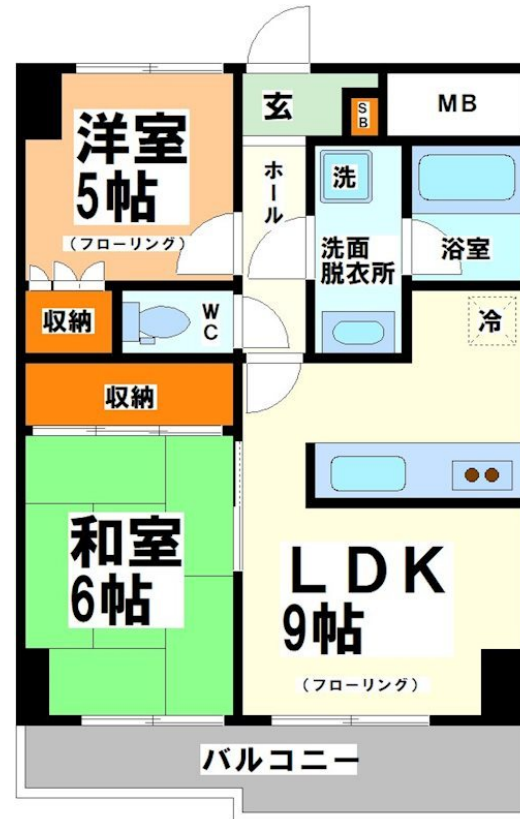 玄
SB
MB
洋室
5帖
（フローリング）
ホール
洗
洗面
脱衣所
浴室
収納
WC
冷
収納
和室
6帖
LDK
9帖
（フローリング）
バルコニー